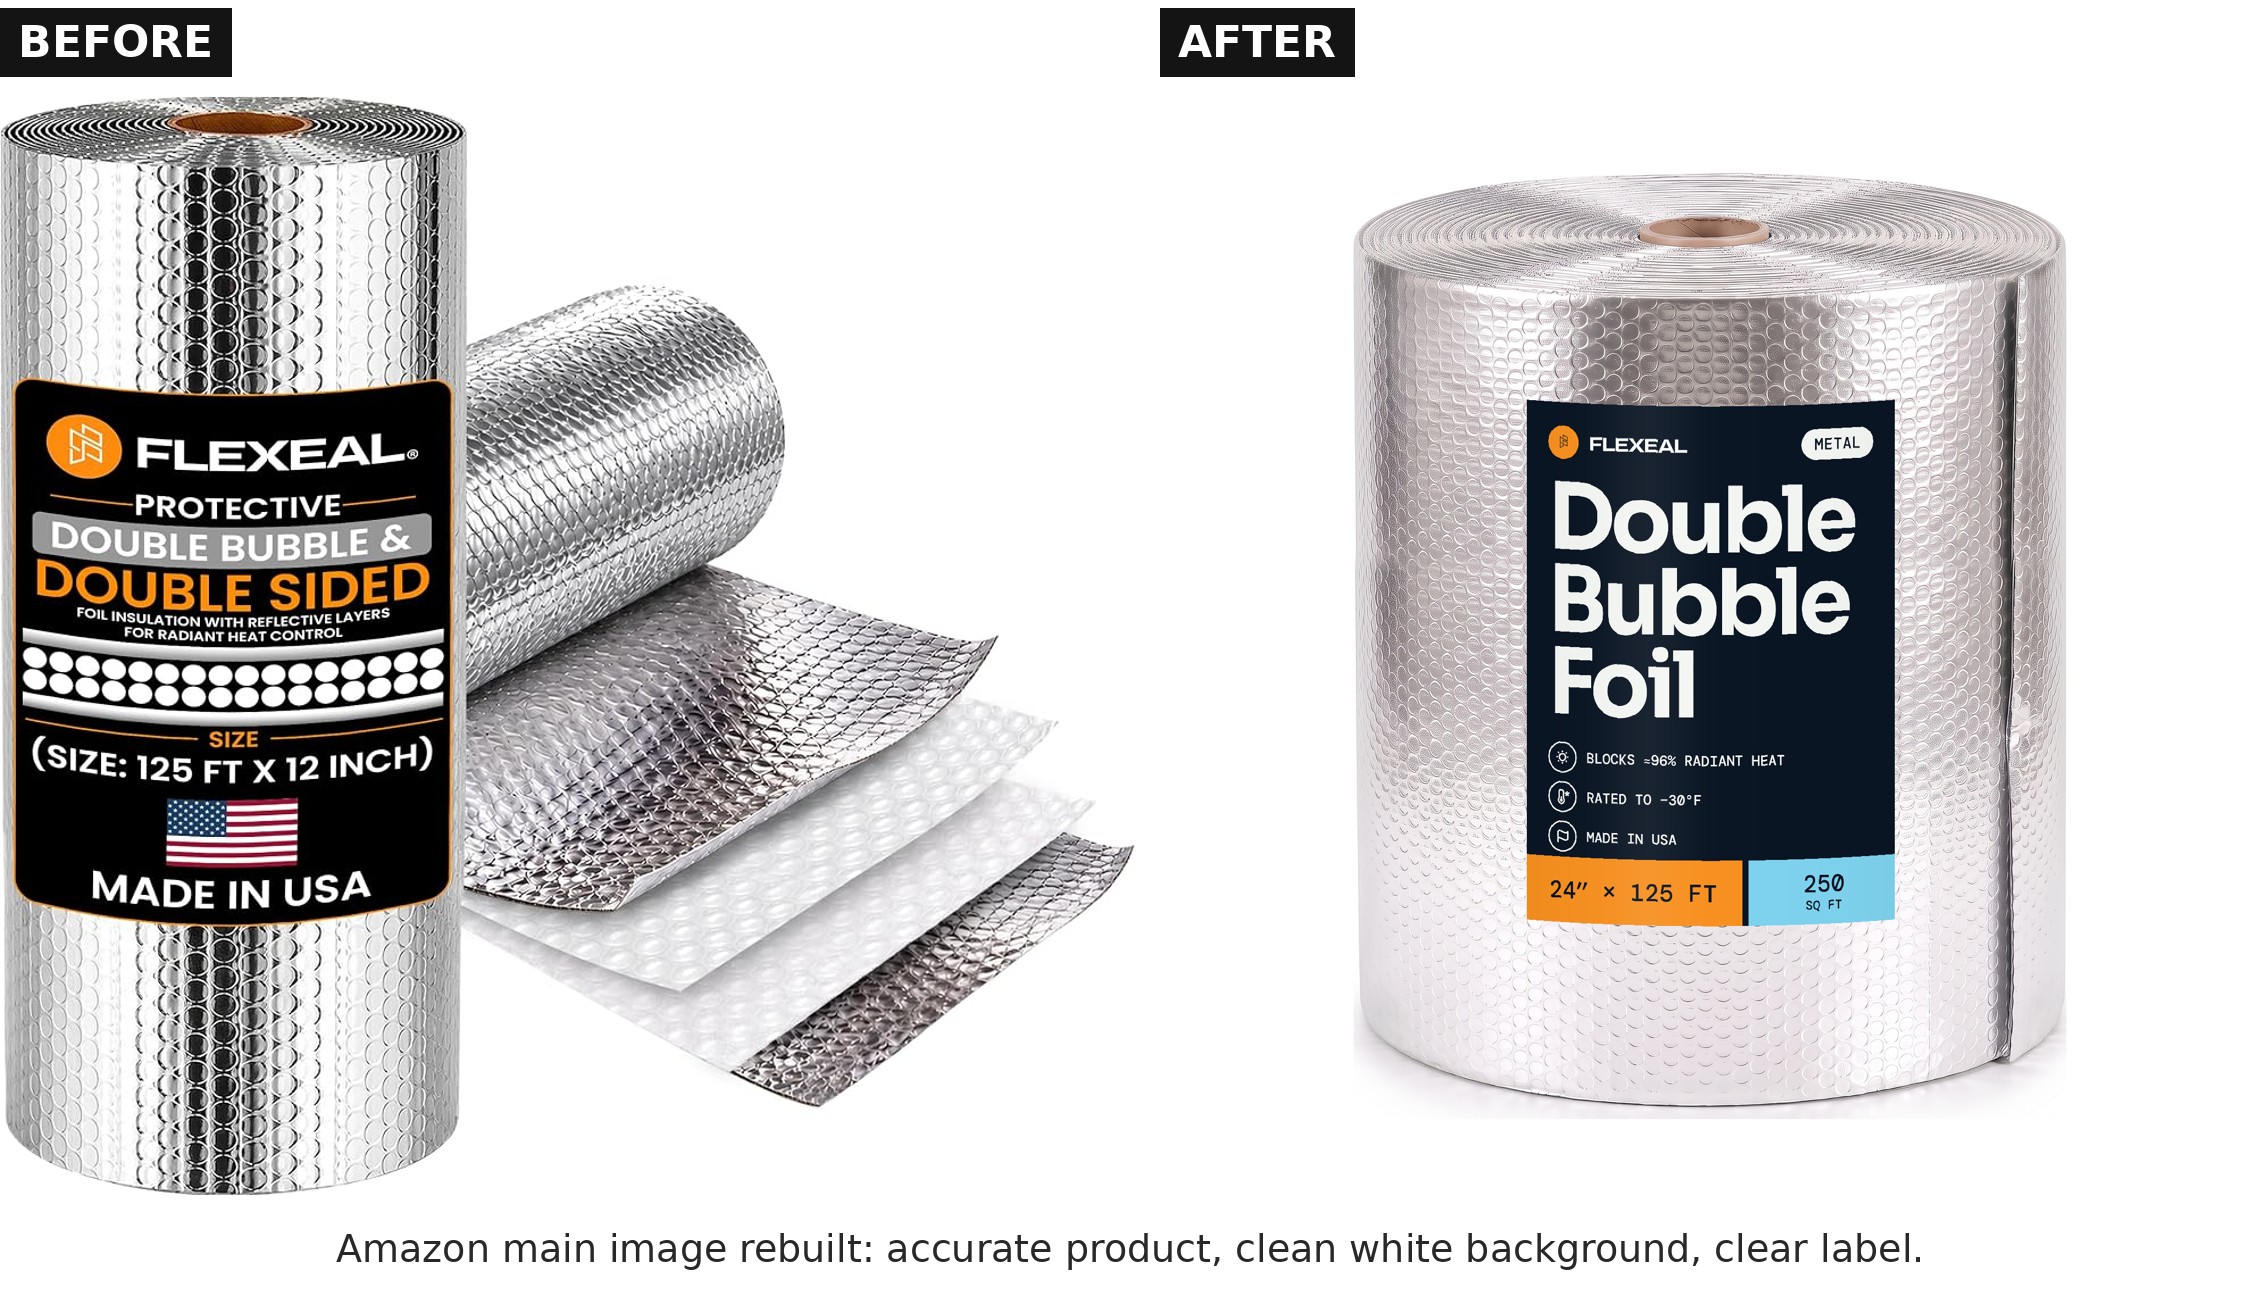 BEFORE
FLEXEAL®
PROTECTIVE
DOUBLE BUBBLE &
DOUBLE SIDED
FOIL INSULATION WITH REFLECTIVE LAYERS
FOR RADIANT HEAT CONTROL
SIZE
(SIZE: 125 FT X 12 INCH)
MADE IN USA
AFTER
FLEXEAL
METAL
Double
Bubble
Foil
BLOCKS ≈96% RADIANT HEAT
RATED TO −30°F
MADE IN USA
24″ × 125 FT
250
SQ FT
Amazon main image rebuilt: accurate product, clean white background, clear label.